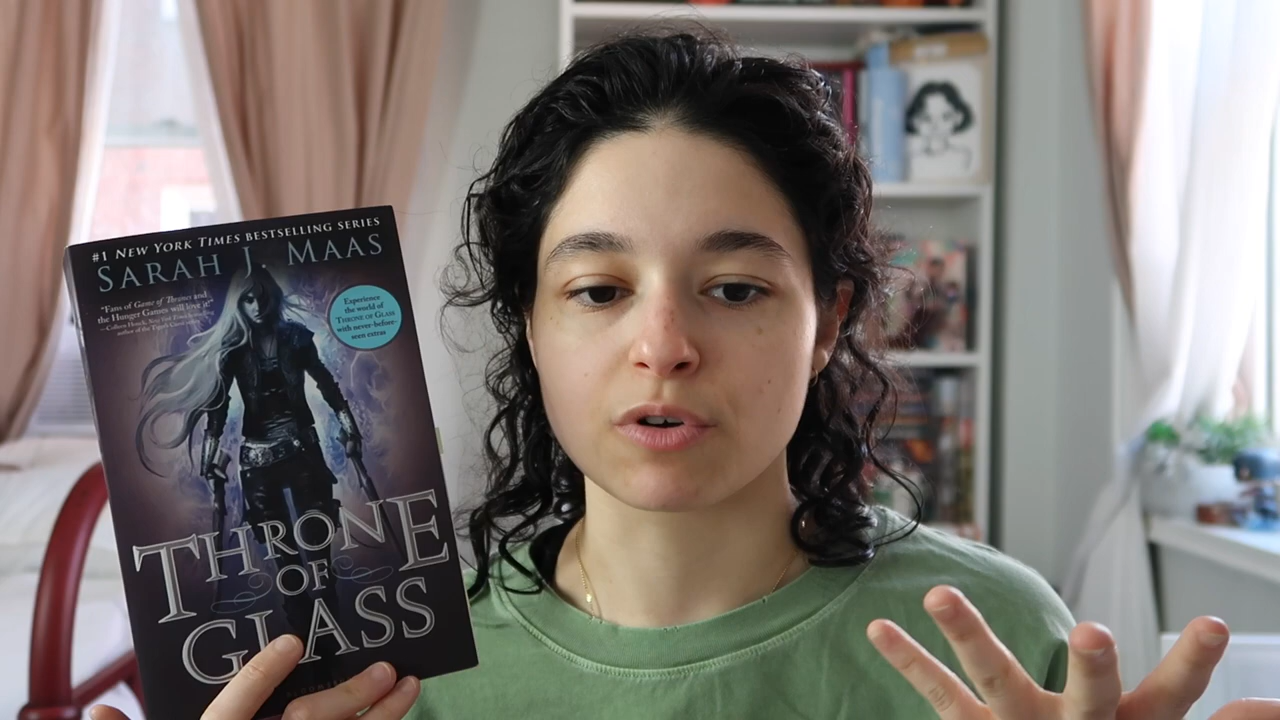 #1 NEW YORK TIMES BESTSELLING SERIES
SARAH J. MAAS
"Fans of Game of Thrones and
the Hunger Games will love it!"
Experience
the world of
THRONE OF GLASS
with never-before-
seen extras
THRONE
OF
GLASS